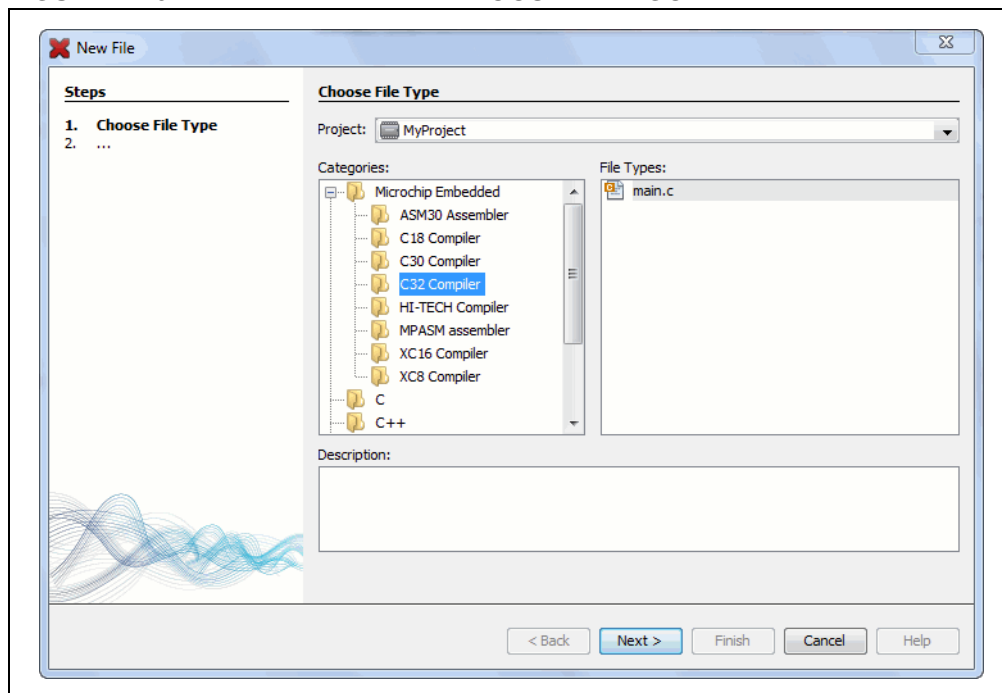 New File
Steps
1. Choose File Type
2. ...
Choose File Type
Project: MyProject
Categories:
Microchip Embedded
ASM30 Assembler
C18 Compiler
C30 Compiler
C32 Compiler
HI-TECH Compiler
MPASM assembler
XC16 Compiler
XC8 Compiler
C
C++
File Types:
main.c
Description:
< Back Next > Finish Cancel Help